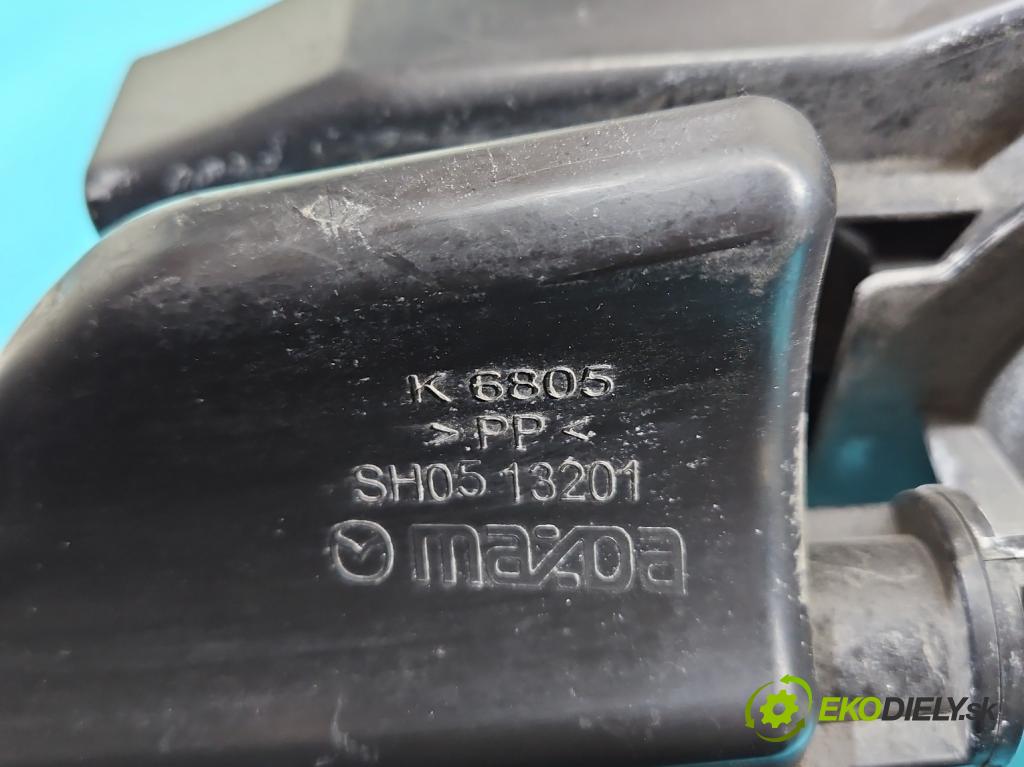 K 6805
> PP <
SH05 13201
mazDa
EKODIELY.sk